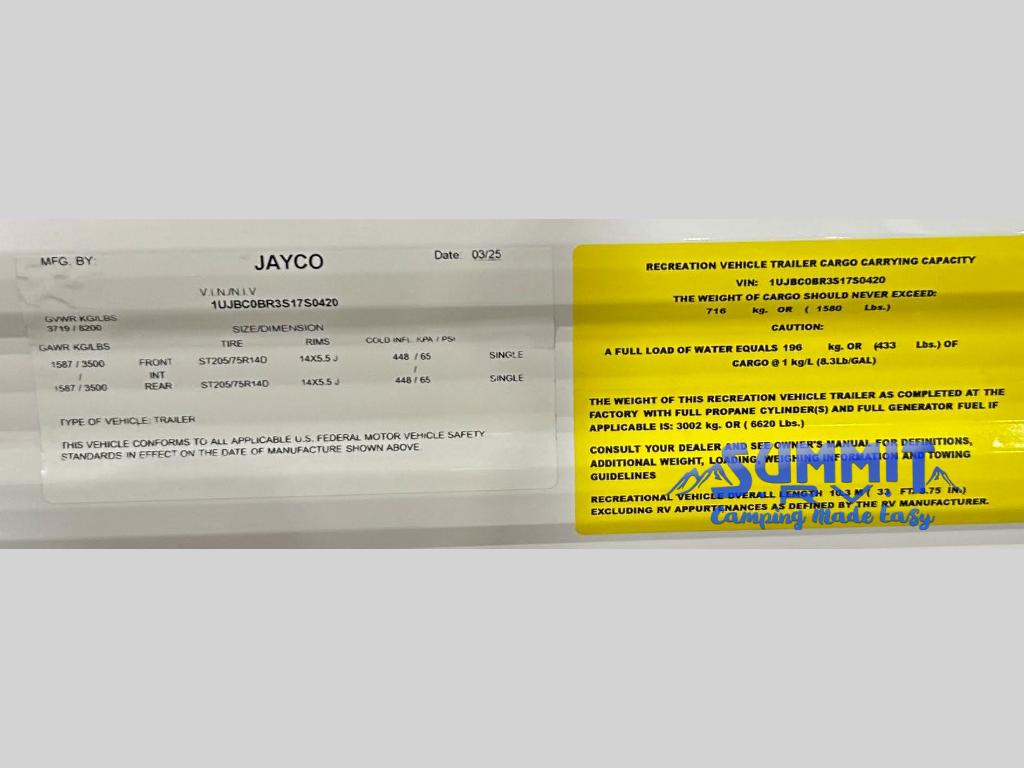 MFG. BY: JAYCO Date: 03/25
V.I.N./N.I.V
1UJBC0BR3S17S0420
GVWR KG/LBS
3719 / 8200
SIZE/DIMENSION
GAWR KG/LBS TIRE RIMS COLD INFL. KPA / PSI
1587 / 3500 FRONT ST205/75R14D 14X5.5 J 448 / 65 SINGLE
/ INT /
1587 / 3500 REAR ST205/75R14D 14X5.5 J 448 / 65 SINGLE
TYPE OF VEHICLE: TRAILER
THIS VEHICLE CONFORMS TO ALL APPLICABLE U.S. FEDERAL MOTOR VEHICLE SAFETY
STANDARDS IN EFFECT ON THE DATE OF MANUFACTURE SHOWN ABOVE.
RECREATION VEHICLE TRAILER CARGO CARRYING CAPACITY
VIN: 1UJBC0BR3S17S0420
THE WEIGHT OF CARGO SHOULD NEVER EXCEED:
716 kg. OR ( 1580 Lbs.)
CAUTION:
A FULL LOAD OF WATER EQUALS 196 kg. OR (433 Lbs.) OF
CARGO @ 1 kg/L (8.3Lb/GAL)
THE WEIGHT OF THIS RECREATION VEHICLE TRAILER AS COMPLETED AT THE
FACTORY WITH FULL PROPANE CYLINDER(S) AND FULL GENERATOR FUEL IF
APPLICABLE IS: 3002 kg. OR ( 6620 Lbs.)
CONSULT YOUR DEALER AND SEE OWNER'S MANUAL FOR DEFINITIONS,
ADDITIONAL WEIGHT, LOADING, WEIGHING INFORMATION AND TOWING
GUIDELINES
RECREATIONAL VEHICLE OVERALL LENGTH 10.3 M ( 33 FT. 8.75 IN.)
EXCLUDING RV APPURTENANCES AS DEFINED BY THE RV MANUFACTURER.
SUMMIT
RV
Camping Made Easy